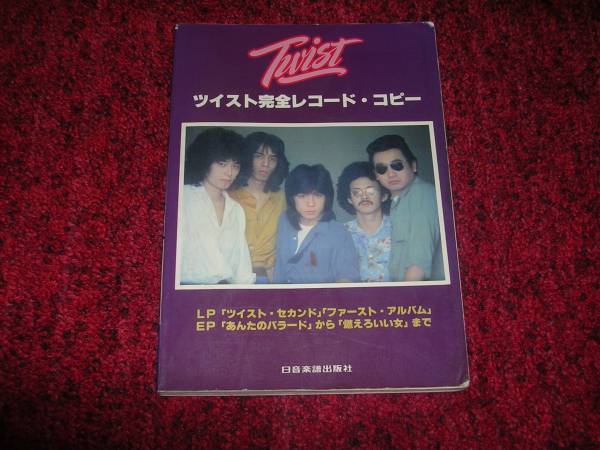 Twist
ツイスト完全レコード・コピー
LP「ツイスト・セカンド」「ファースト・アルバム」
EP「あんたのバラード」から「燃えろいい女」まで
日音楽譜出版社